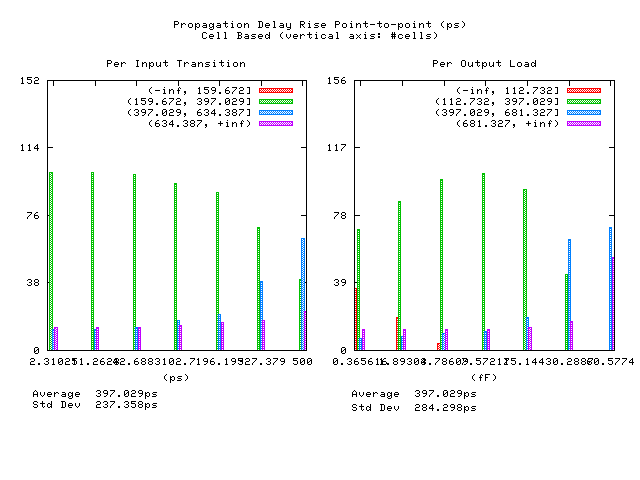 Propagation Delay Rise Point-to-point (ps)
Cell Based (vertical axis: #cells)
Per Input Transition
Per Output Load
152
114
76
38
0
(-inf, 159.672]
(159.672, 397.029]
(397.029, 634.387]
(634.387, +inf)
500
(ps)
Average 397.029ps
Std Dev 237.358ps
156
117
78
39
0
(-inf, 112.732]
(112.732, 397.029]
(397.029, 681.327]
(681.327, +inf)
60.5774
(fF)
Average 397.029ps
Std Dev 284.298ps